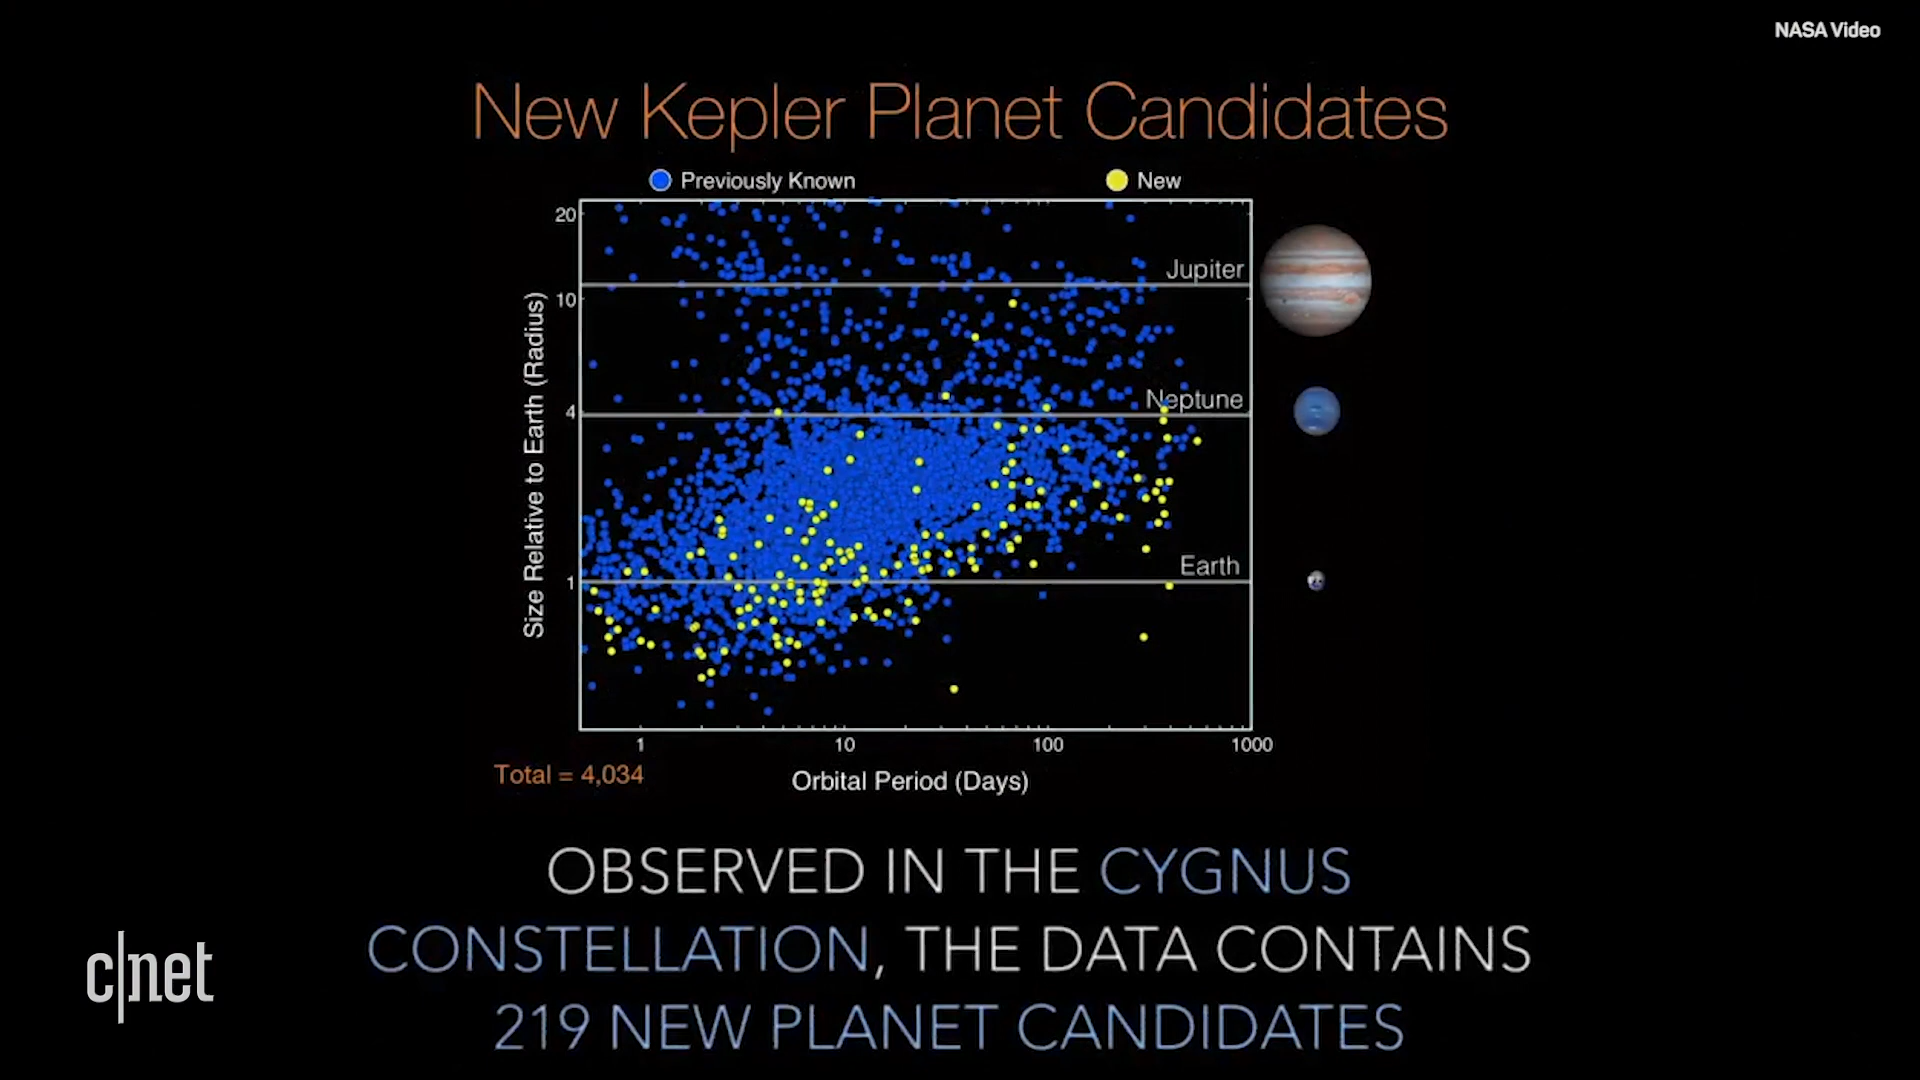 NASA Video
New Kepler Planet Candidates
Previously Known
New
20
10
4
1
Size Relative to Earth (Radius)
Jupiter
Neptune
Earth
1
10
100
1000
Total = 4,034
Orbital Period (Days)
OBSERVED IN THE CYGNUS
CONSTELLATION, THE DATA CONTAINS
219 NEW PLANET CANDIDATES
c|net